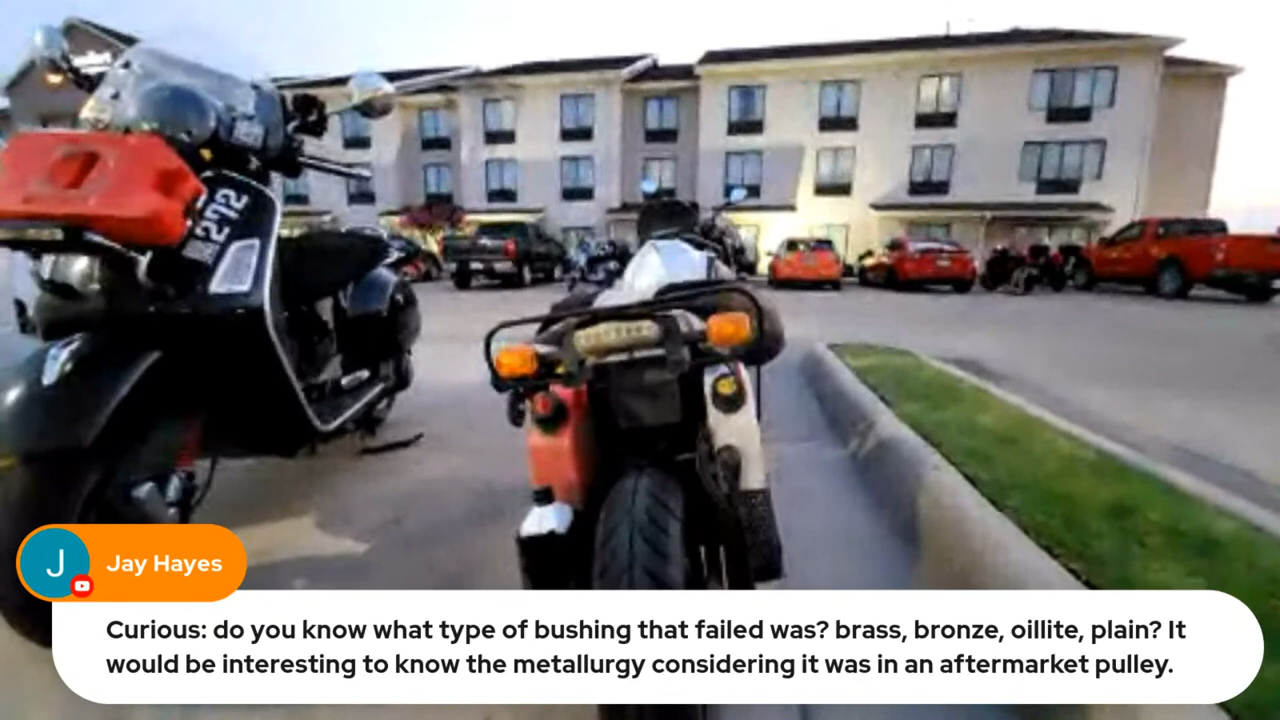 272
J
Jay Hayes
Curious: do you know what type of bushing that failed was? brass, bronze, oillite, plain? It
would be interesting to know the metallurgy considering it was in an aftermarket pulley.